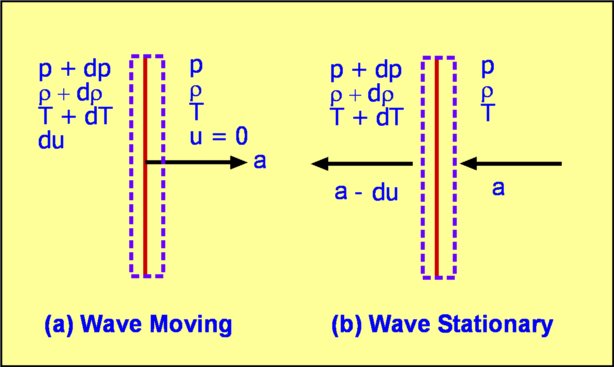 p + dp
ρ + dρ
T + dT
du
p
ρ
T
u = 0
a
(a) Wave Moving
p + dp
ρ + dρ
T + dT
p
ρ
T
a - du
a
(b) Wave Stationary